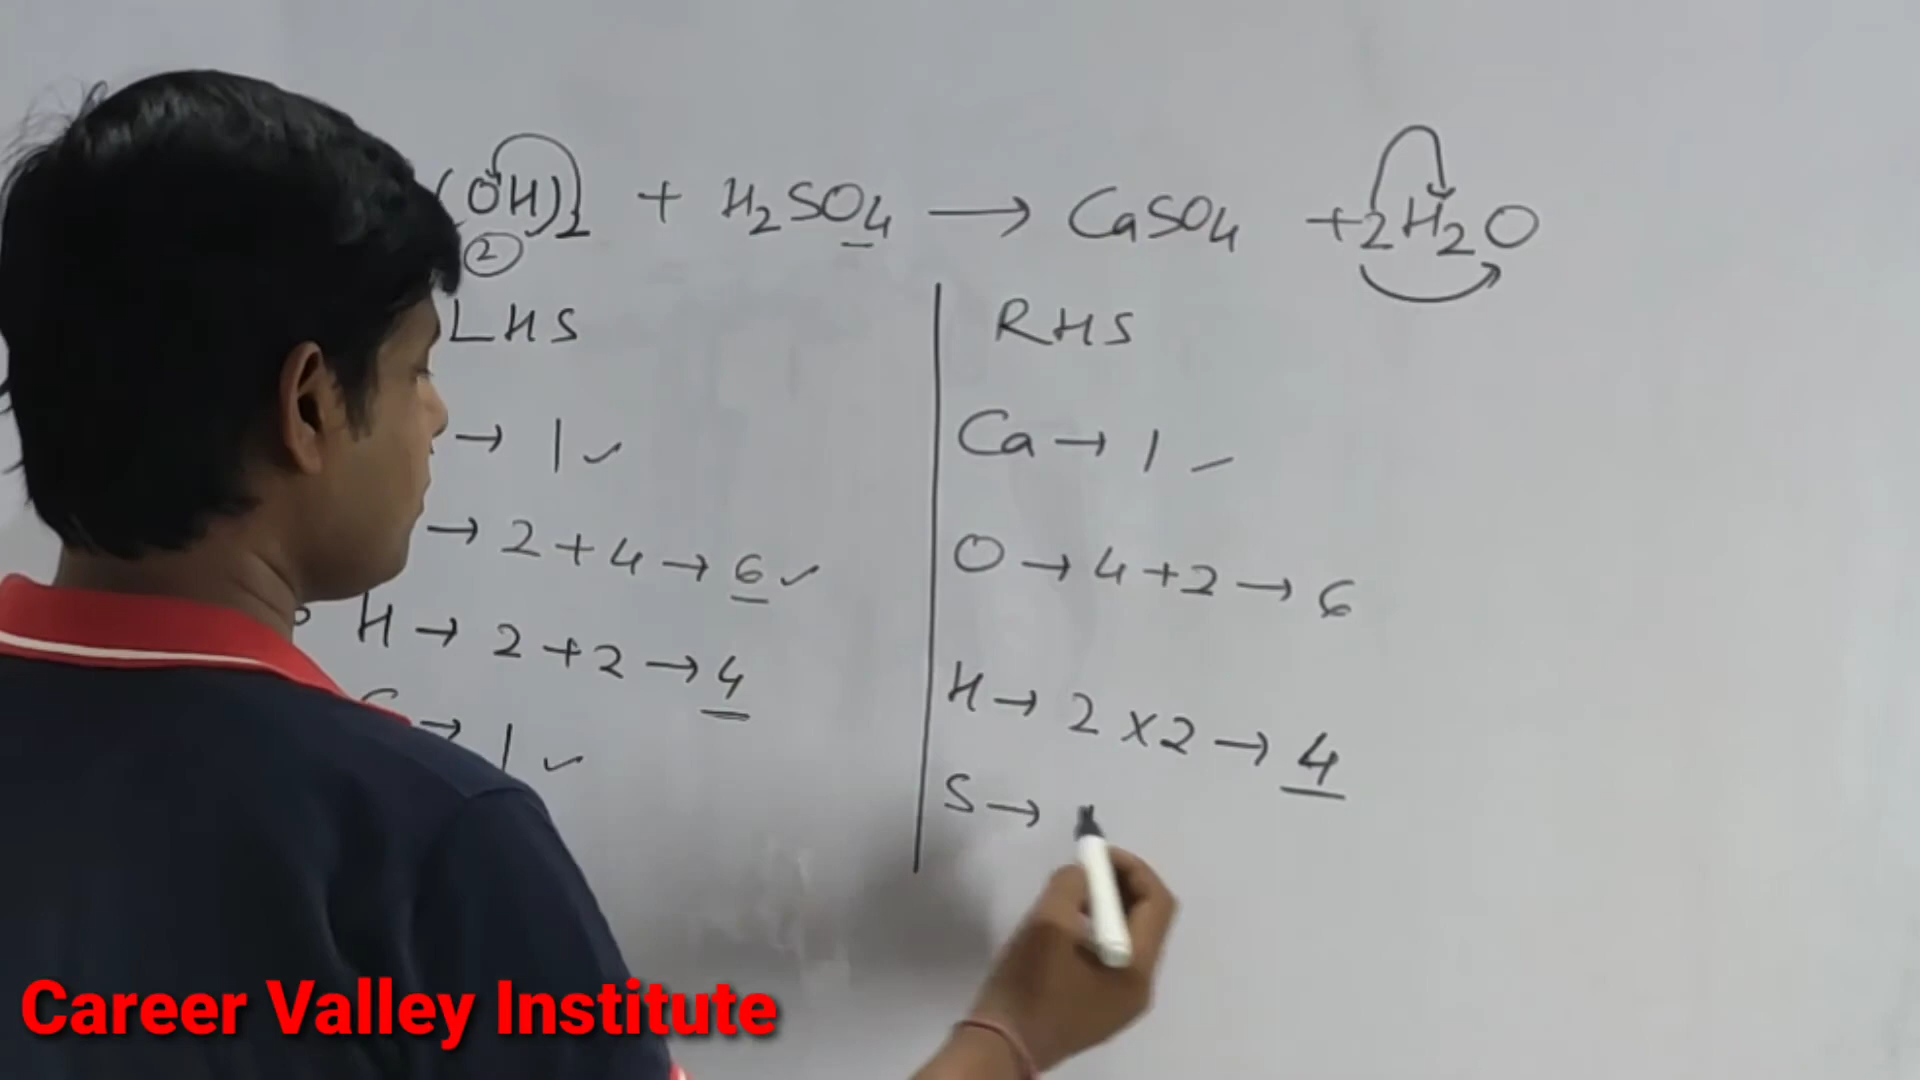 (OH)₂ + H₂SO₄ → CaSO₄ + 2H₂O
②
LHS
RHS
→ 1 ✓
Ca → 1 ✓
→ 2 + 4 → 6 ✓
O → 4 + 2 → 6
H → 2 + 2 → 4
H → 2 × 2 → 4
→ 1 ✓
S →
Career Valley Institute